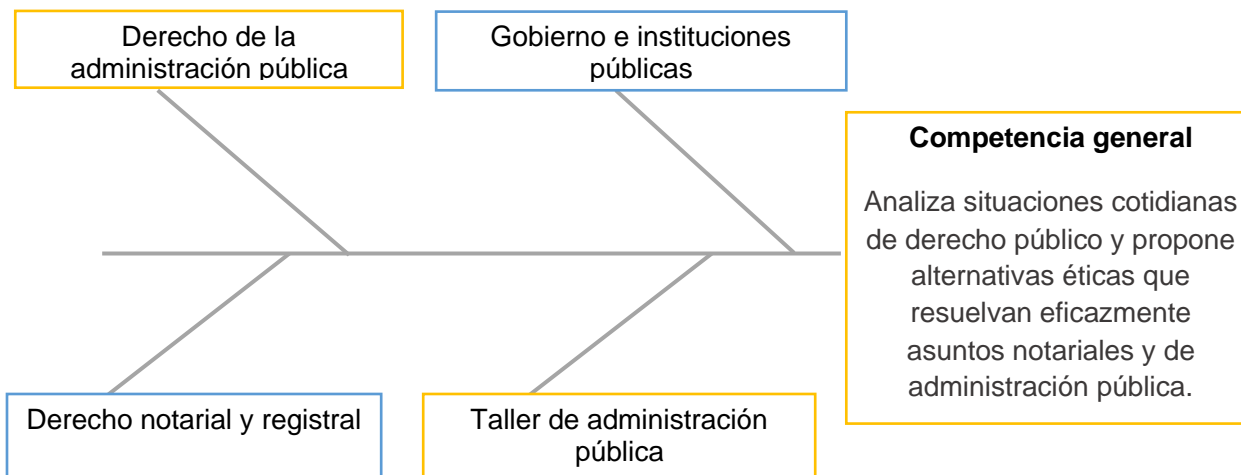 Derecho de la
administración pública
Gobierno e instituciones
públicas
Competencia general
Analiza situaciones cotidianas
de derecho público y propone
alternativas éticas que
resuelvan eficazmente
asuntos notariales y de
administración pública.
Derecho notarial y registral
Taller de administración
pública